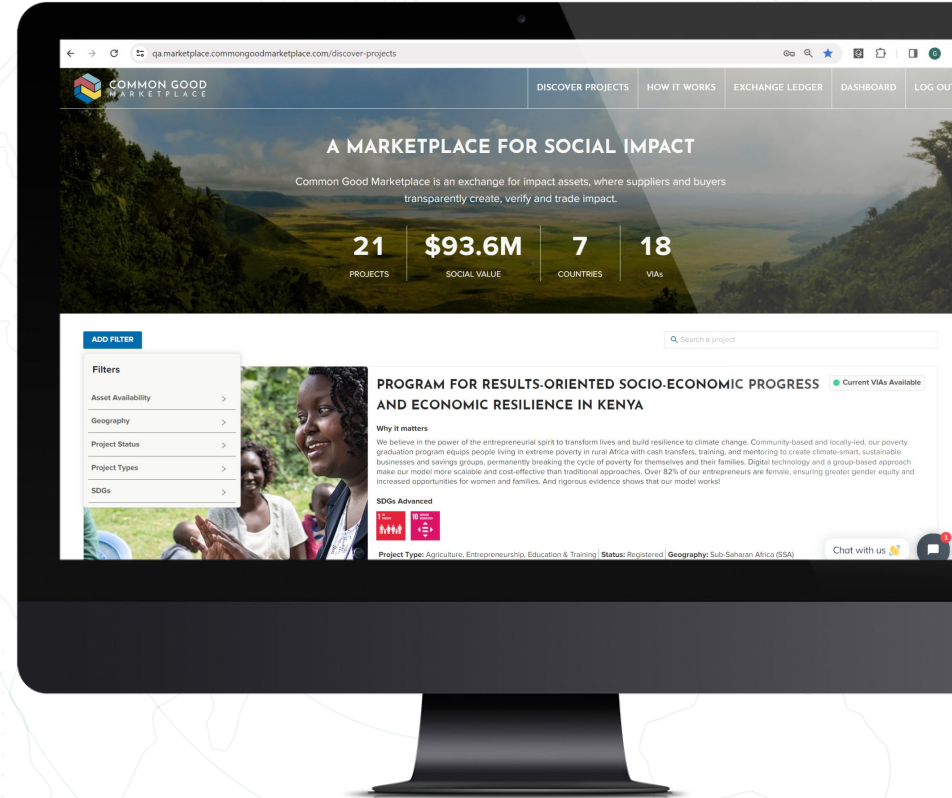 qa.marketplace.commongoodmarketplace.com/discover-projects
G
COMMON GOOD
MARKETPLACE
DISCOVER PROJECTS
HOW IT WORKS
EXCHANGE LEDGER
DASHBOARD
LOG OUT
A MARKETPLACE FOR SOCIAL IMPACT
Common Good Marketplace is an exchange for impact assets, where suppliers and buyers
transparently create, verify and trade impact.
21
PROJECTS
$93.6M
SOCIAL VALUE
7
COUNTRIES
18
VIAs
ADD FILTER
Search a project
Filters
Asset Availability
Geography
Project Status
Project Types
SDGs
PROGRAM FOR RESULTS-ORIENTED SOCIO-ECONOMIC PROGRESS
AND ECONOMIC RESILIENCE IN KENYA
Current VIAs Available
Why it matters
We believe in the power of the entrepreneurial spirit to transform lives and build resilience to climate change. Community-based and locally-led, our poverty
graduation program equips people living in extreme poverty in rural Africa with cash transfers, training, and mentoring to create climate-smart, sustainable
businesses and savings groups, permanently breaking the cycle of poverty for themselves and their families. Digital technology and a group-based approach
make our model more scalable and cost-effective than traditional approaches. Over 82% of our entrepreneurs are female, ensuring greater gender equity and
increased opportunities for women and families. And rigorous evidence shows that our model works!
SDGs Advanced
1
10
Project Type: Agriculture, Entrepreneurship, Education & Training | Status: Registered | Geography: Sub-Saharan Africa (SSA)
Chat with us 👋
1